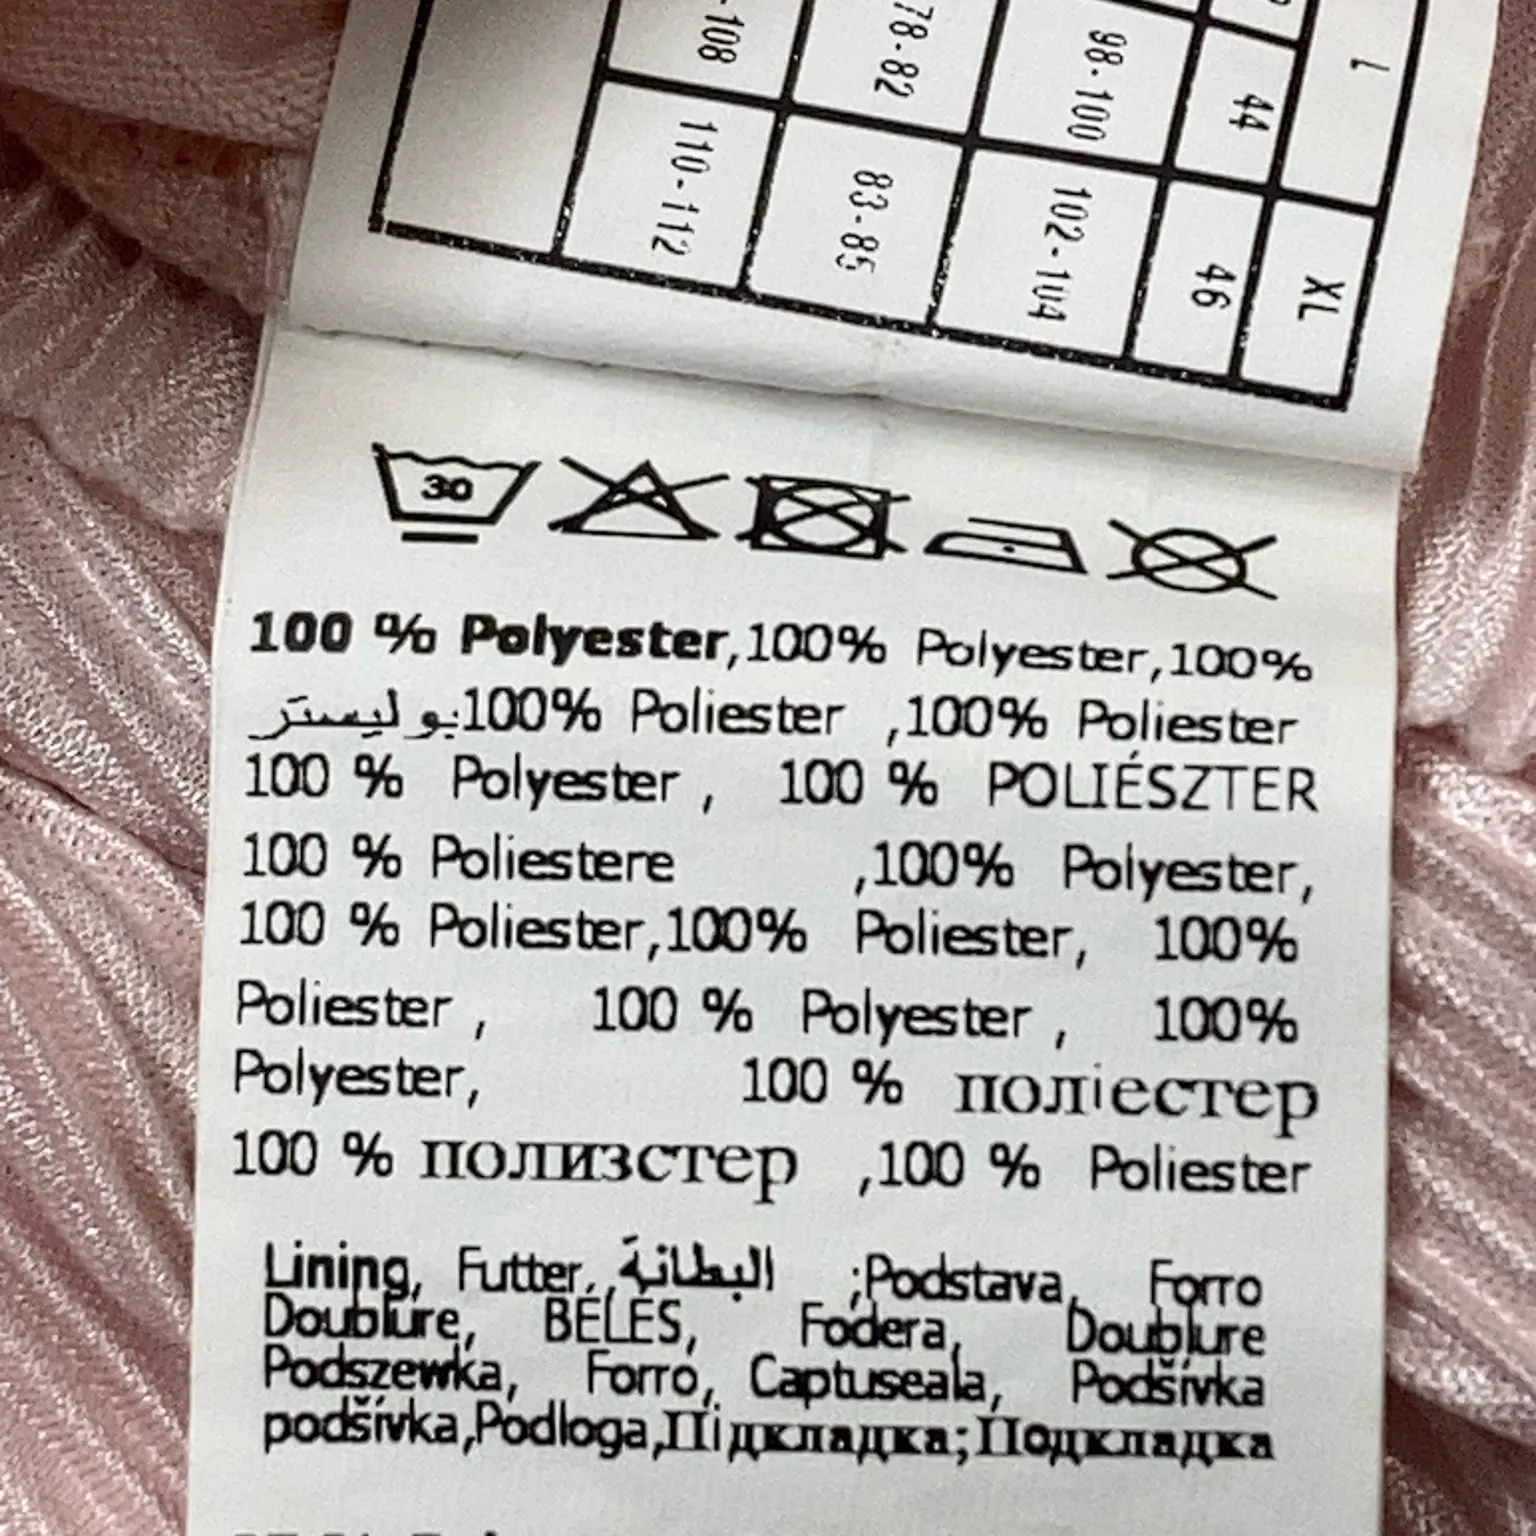 L
XL
44
46
98-100
102-104
78-82
83-85
-108
110-112
30
100 % Polyester,100% Polyester,100%
بوليستر100% Poliester ,100% Poliester
100 % Polyester , 100 % POLIÉSZTER
100 % Poliestere ,100% Polyester,
100 % Poliester,100% Poliester, 100%
Poliester , 100 % Polyester , 100%
Polyester, 100 % поліестер
100 % полизстер ,100 % Poliester
Lining, Futter, البطانة ;Podstava, Forro
Doublure, BÉLÉS, Fodera, Doublure
Podszewka, Forro, Captuseala, Podšívka
podšívka,Podloga,Підкладка;Подкладка